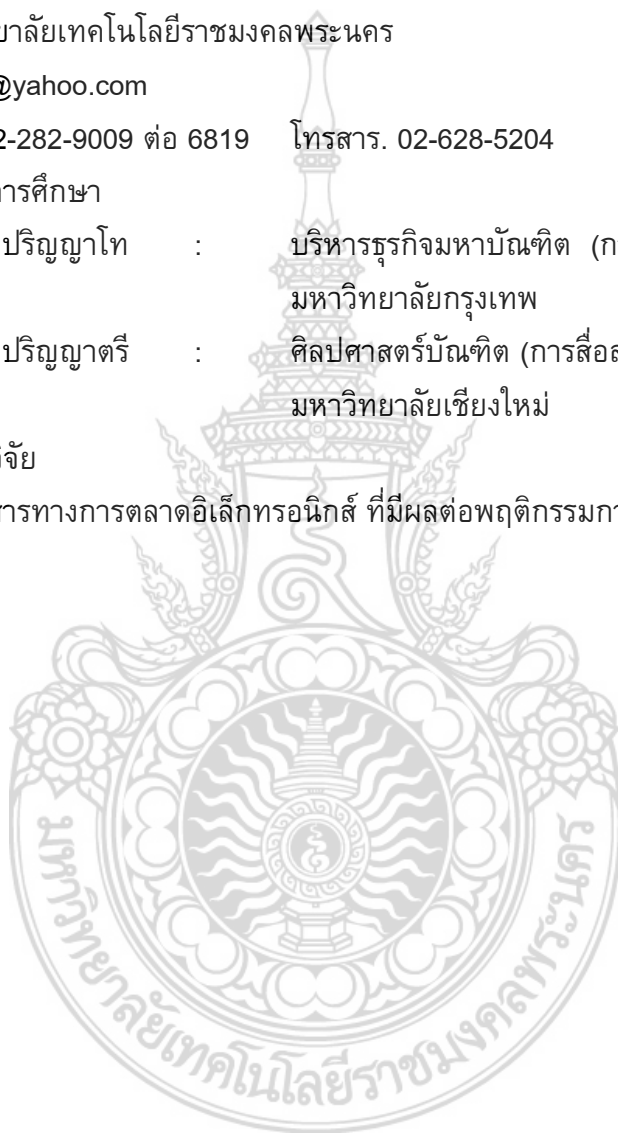 ยาลัยเทคโนโลยีราชมงคลพระนคร
@yahoo.com
2-282-9009 ต่อ 6819 โทรสาร. 02-628-5204
การศึกษา
ปริญญาโท : บริหารธุรกิจมหาบัณฑิต
มหาวิทยาลัยกรุงเทพ
ปริญญาตรี : ศิลปศาสตร์บัณฑิต (การสื่อ
มหาวิทยาลัยเชียงใหม่
วิจัย
สารทางการตลาดอิเล็กทรอนิกส์ ที่มีผลต่อพฤติกรรม
มหาวิทยาลัยเทคโนโลยีราชมงคลพระนคร